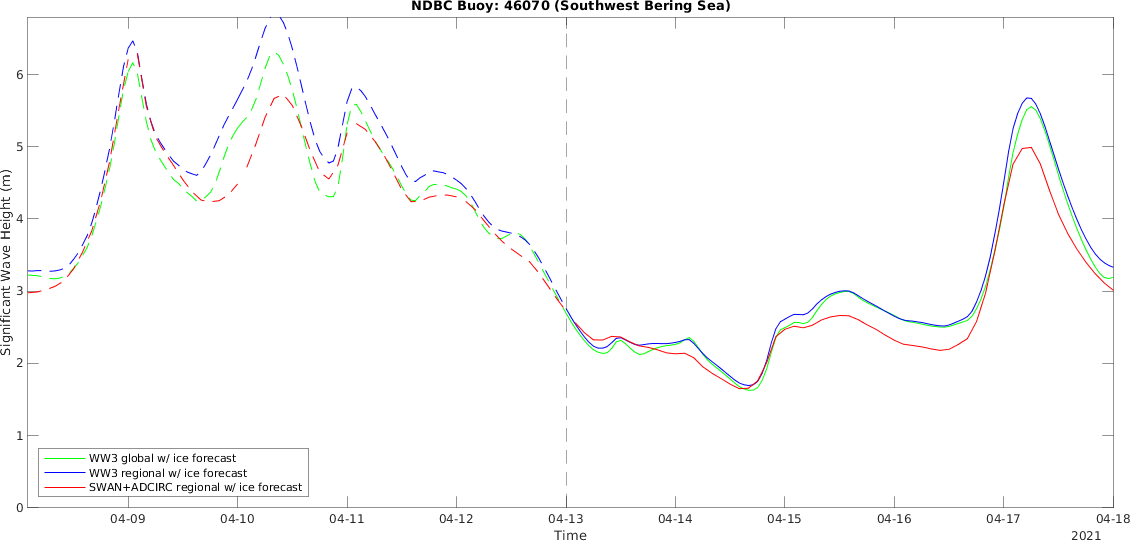 NDBC Buoy: 46070 (Southwest Bering Sea)
Significant Wave Height (m)
6
5
4
3
2
1
0
WW3 global w/ ice forecast
WW3 regional w/ ice forecast
SWAN+ADCIRC regional w/ ice forecast
04-09 04-10 04-11 04-12 04-13 04-14 04-15 04-16 04-17 04-18
Time
2021